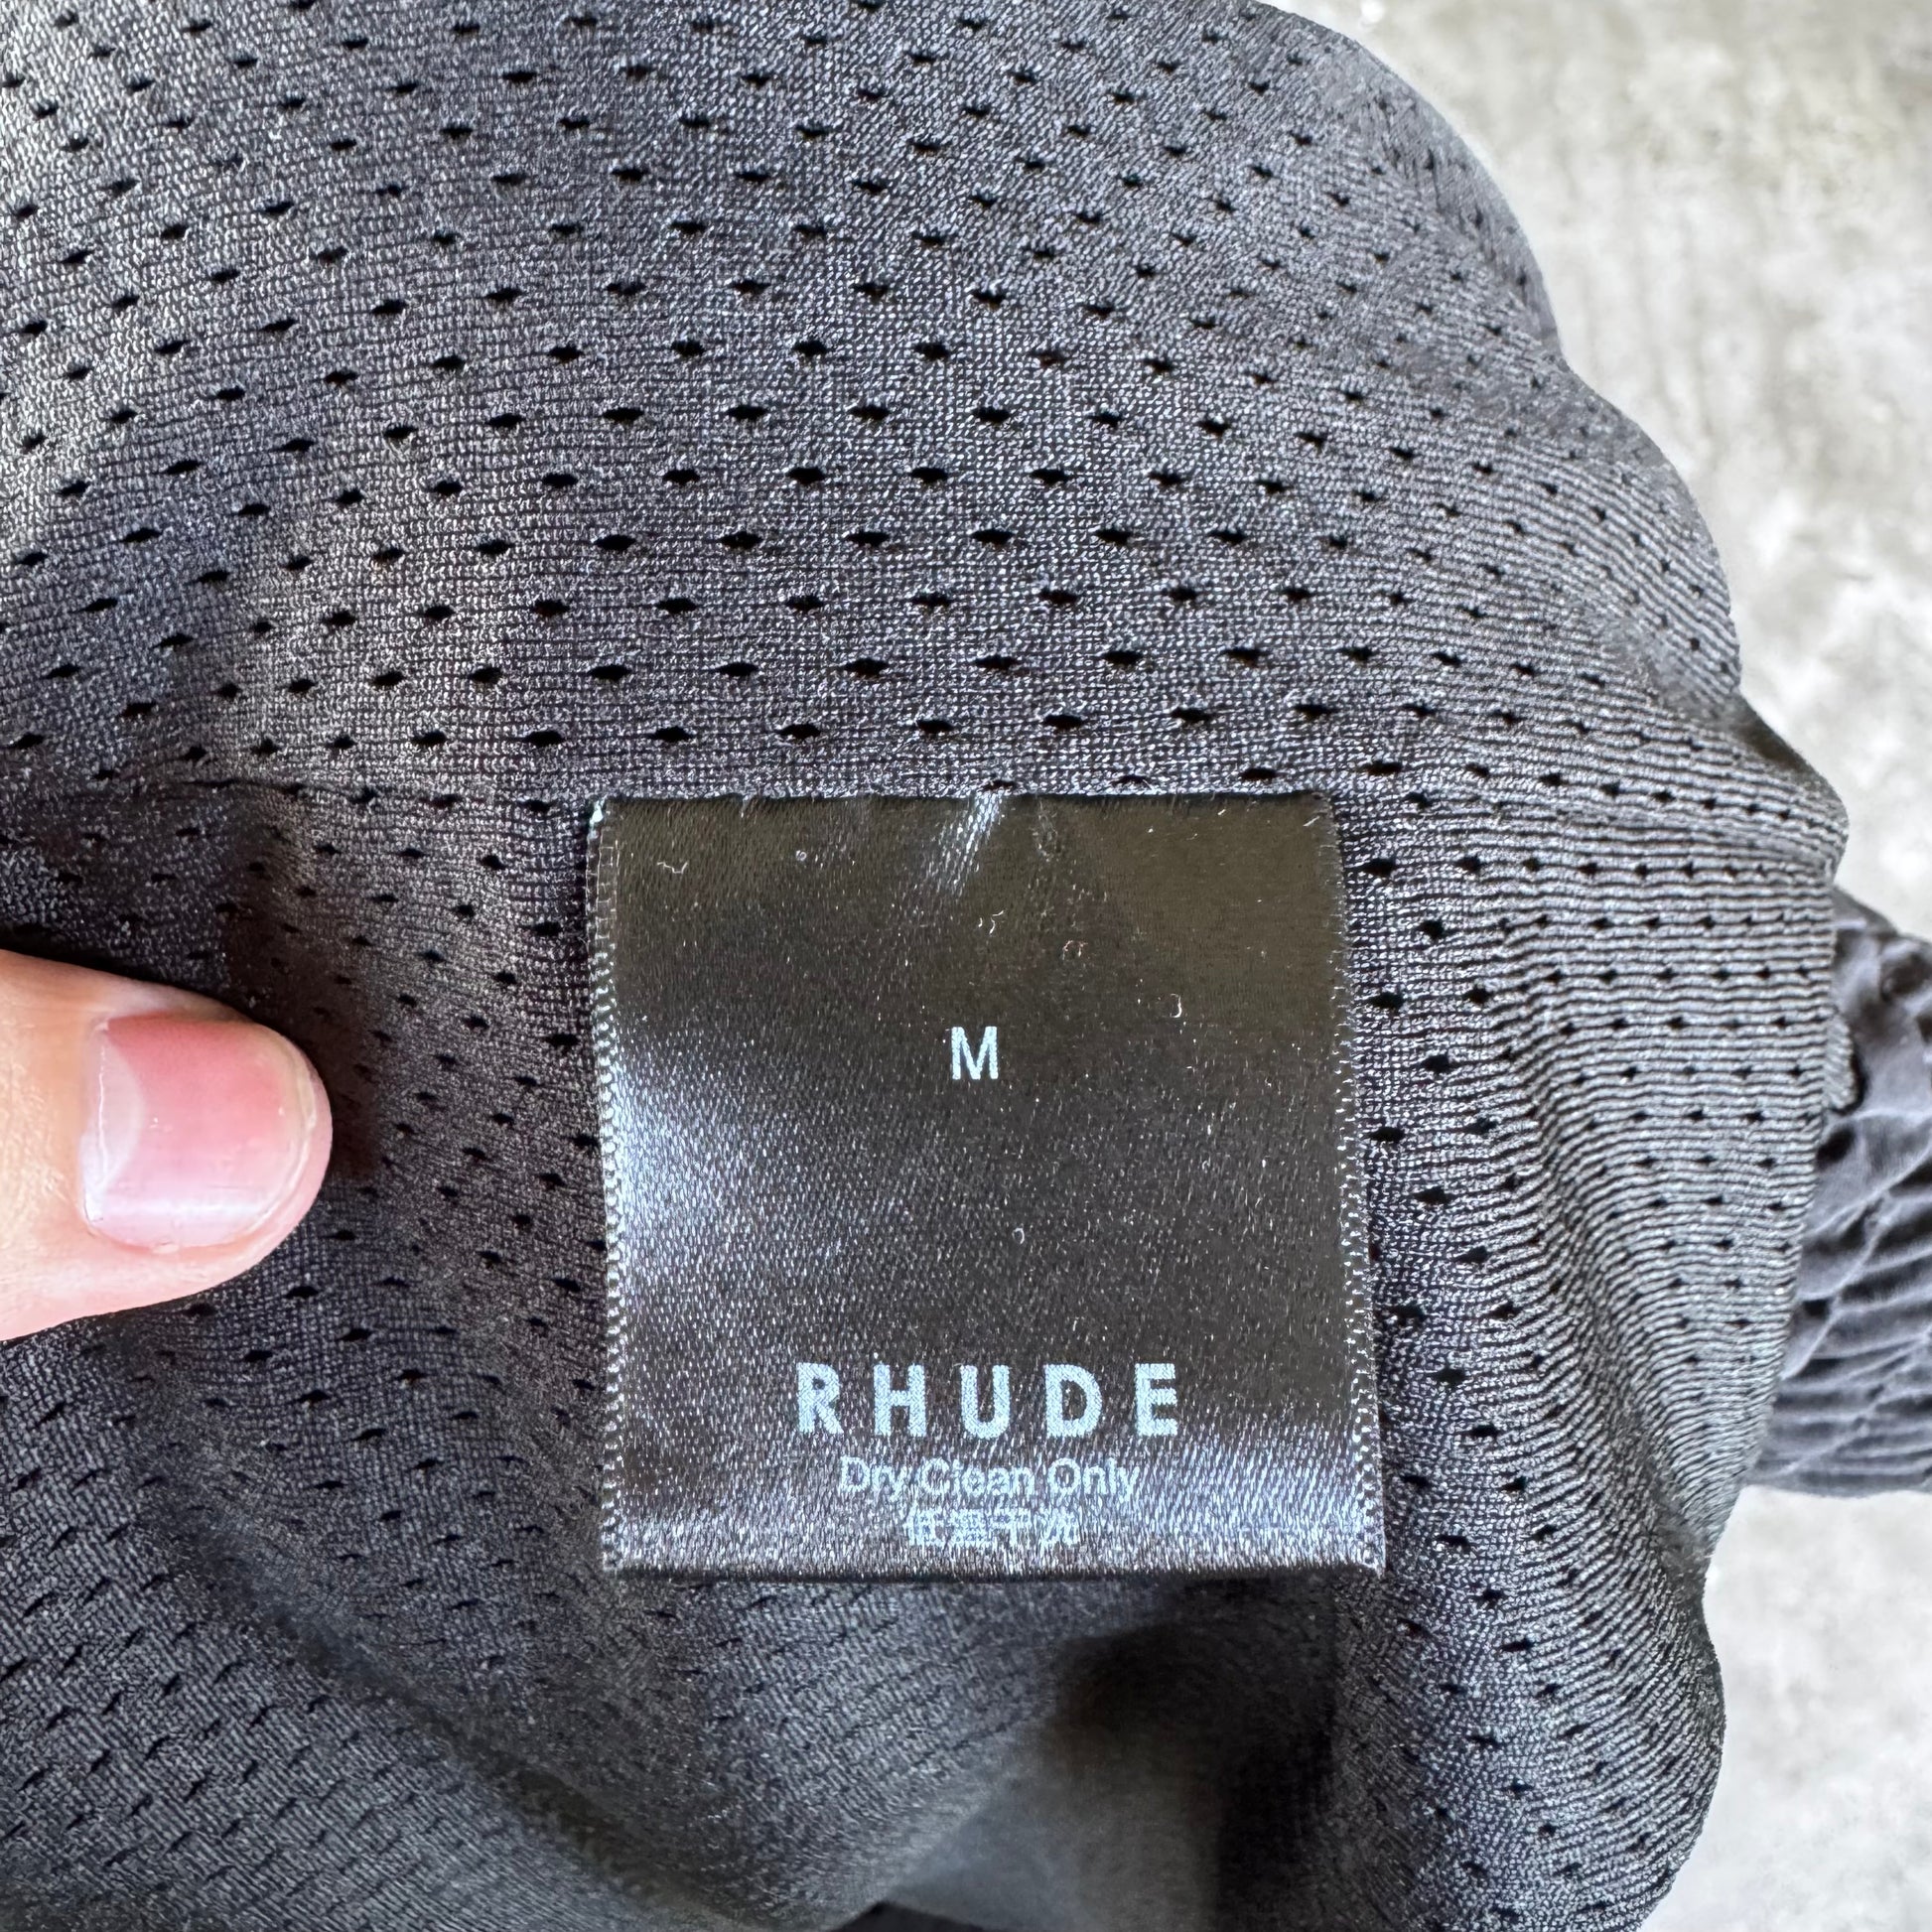 M
RHUDE
Dry Clean Only
低温干洗